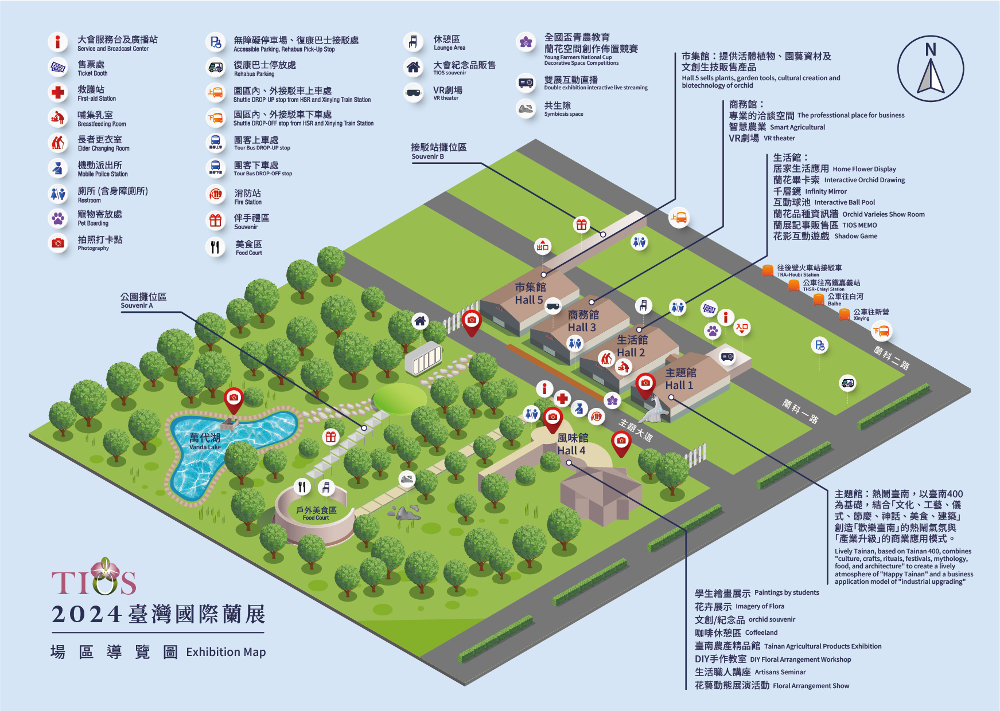 大會服務台及廣播站
Service and Broadcast Center
售票處
Ticket Booth
救護站
First-aid Station
哺集乳室
Breastfeeding Room
長者更衣室
Elder Changing Room
機動派出所
Mobile Police Station
廁所 (含身障廁所)
Restroom
寵物寄放處
Pet Boarding
拍照打卡點
Photography
無障礙停車場、復康巴士接駁處
Accessible Parking, Rehabus Pick-Up Stop
復康巴士停放處
Rehabus Parking
上
園區內、外接駁車上車處
Shuttle DROP-UP stop from HSR and Xinying Train Station
下
園區內、外接駁車下車處
Shuttle DROP-OFF stop from HSR and Xinying Train Station
團客上車
團客上車處
Tour Bus DROP-UP stop
團客下車
團客下車處
Tour Bus DROP-OFF stop
119
消防站
Fire Station
伴手禮區
Souvenir
美食區
Food Court
休憩區
Lounge Area
大會紀念品販售
TIOS souvenir
VR劇場
VR theater
全國盃青農教育
蘭花空間創作佈置競賽
Young Farmers National Cup
Decorative Space Competitions
雙展互動直播
Double exhibition interactive live streaming
共生隙
Symbiosis space
N
市集館：提供活體植物、園藝資材及
文創生技販售產品
Hall 5 sells plants, garden tools, cultural creation and
biotechnology of orchid
商務館：
專業的洽談空間 The professtional place for business
智慧農業 Smart Agricultural
VR劇場 VR theater
生活館：
居家生活應用 Home Flower Display
蘭花畢卡索 Interactive Orchid Drawing
千層鏡 Infinity Mirror
互動球池 Interactive Ball Pool
蘭花品種資訊牆 Orchid Varieies Show Room
蘭展記事販售區 TIOS MEMO
花影互動遊戲 Shadow Game
接駁站攤位區
Souvenir B
上
出口
往後壁火車站接駁車
TRA-Houbi Station
公車往高鐵嘉義站
THSR-Chiayi Station
公車往白河
Baihe
公車往新營
Xinying
下
公園攤位區
Souvenir A
市集館
Hall 5
商務館
Hall 3
生活館
Hall 2
主題館
Hall 1
入口
蘭科二路
蘭科一路
主題大道
119
風味館
Hall 4
萬代湖
Vanda Lake
戶外美食區
Food Court
主題館：熱鬧臺南，以臺南400
為基礎，結合「文化、工藝、儀
式、節慶、神話、美食、建築」
創造「歡樂臺南」的熱鬧氣氛與
「產業升級」的商業應用模式。
Lively Tainan, based on Tainan 400, combines
"culture, crafts, rituals, festivals, mythology,
food, and architecture" to create a lively
atmosphere of "Happy Tainan" and a business
application model of "industrial upgrading"
學生繪畫展示 Paintings by students
花卉展示 Imagery of Flora
文創/紀念品 orchid souvenir
咖啡休憩區 Coffeeland
臺南農產精品館 Tainan Agricultural Products Exhibition
DIY手作教室 DIY Floral Arrangement Workshop
生活職人講座 Artisans Seminar
花藝動態展演活動 Floral Arrangement Show
TIOS
2024臺灣國際蘭展
場區導覽圖 Exhibition Map